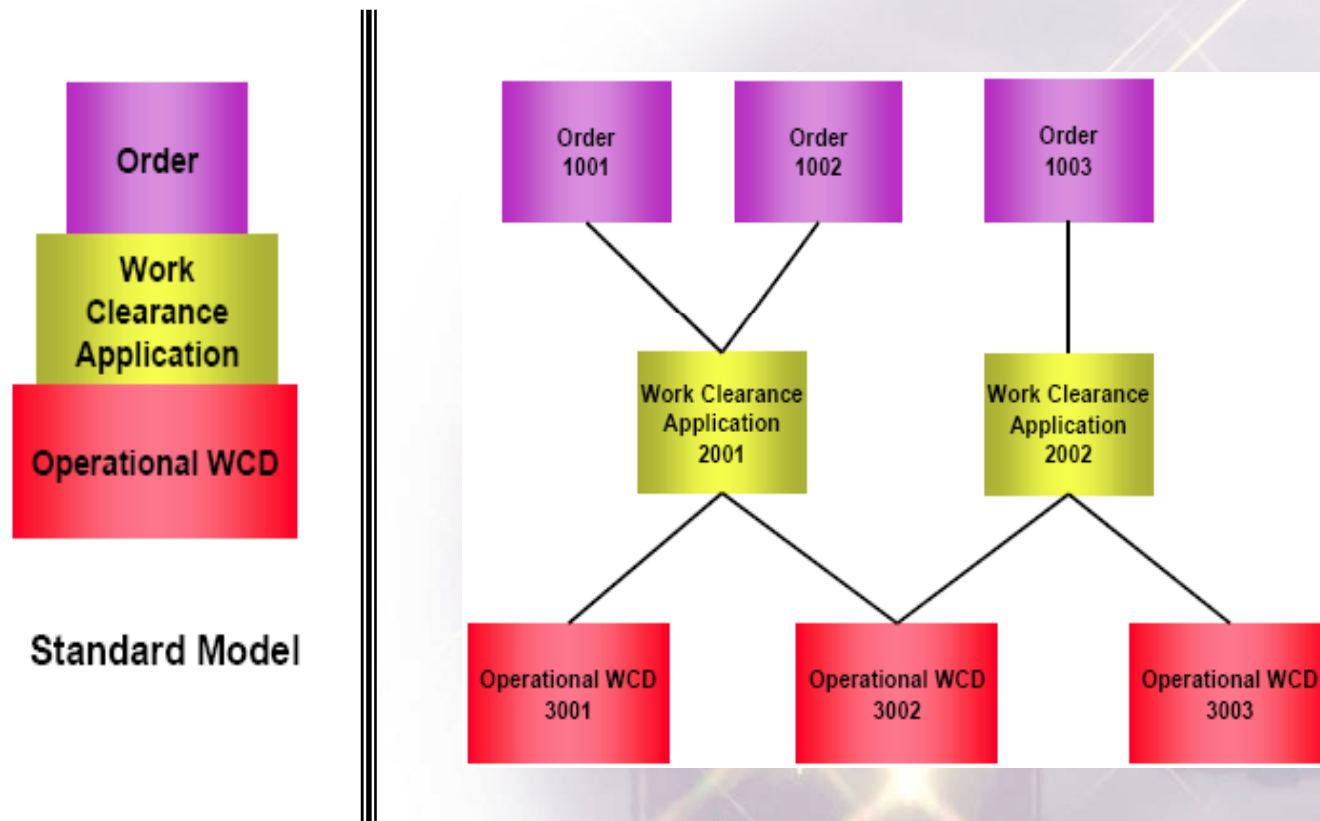 Order
Work
Clearance
Application
Operational WCD
Standard Model
Order
1001
Order
1002
Order
1003
Work Clearance
Application
2001
Work Clearance
Application
2002
Operational WCD
3001
Operational WCD
3002
Operational WCD
3003